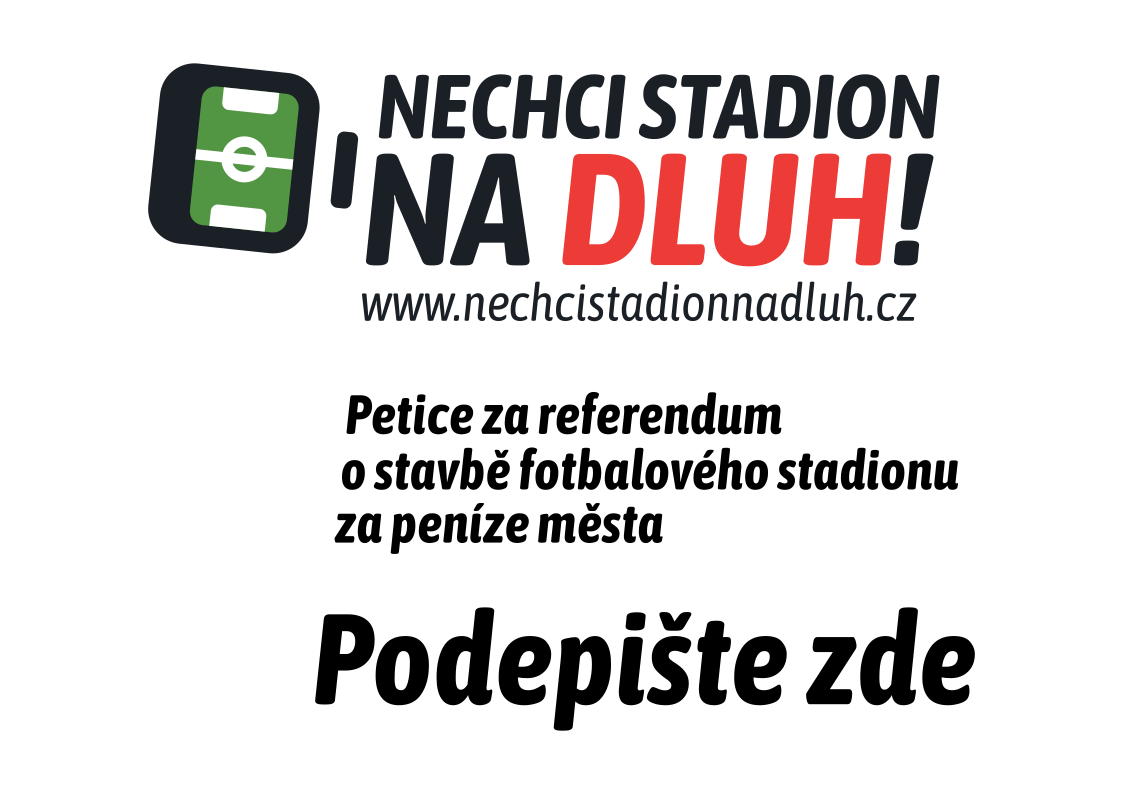 NECHCI STADION
NA DLUH!
www.nechcistadionnadluh.cz
Petice za referendum
o stavbě fotbalového stadionu
za peníze města
Podepište zde